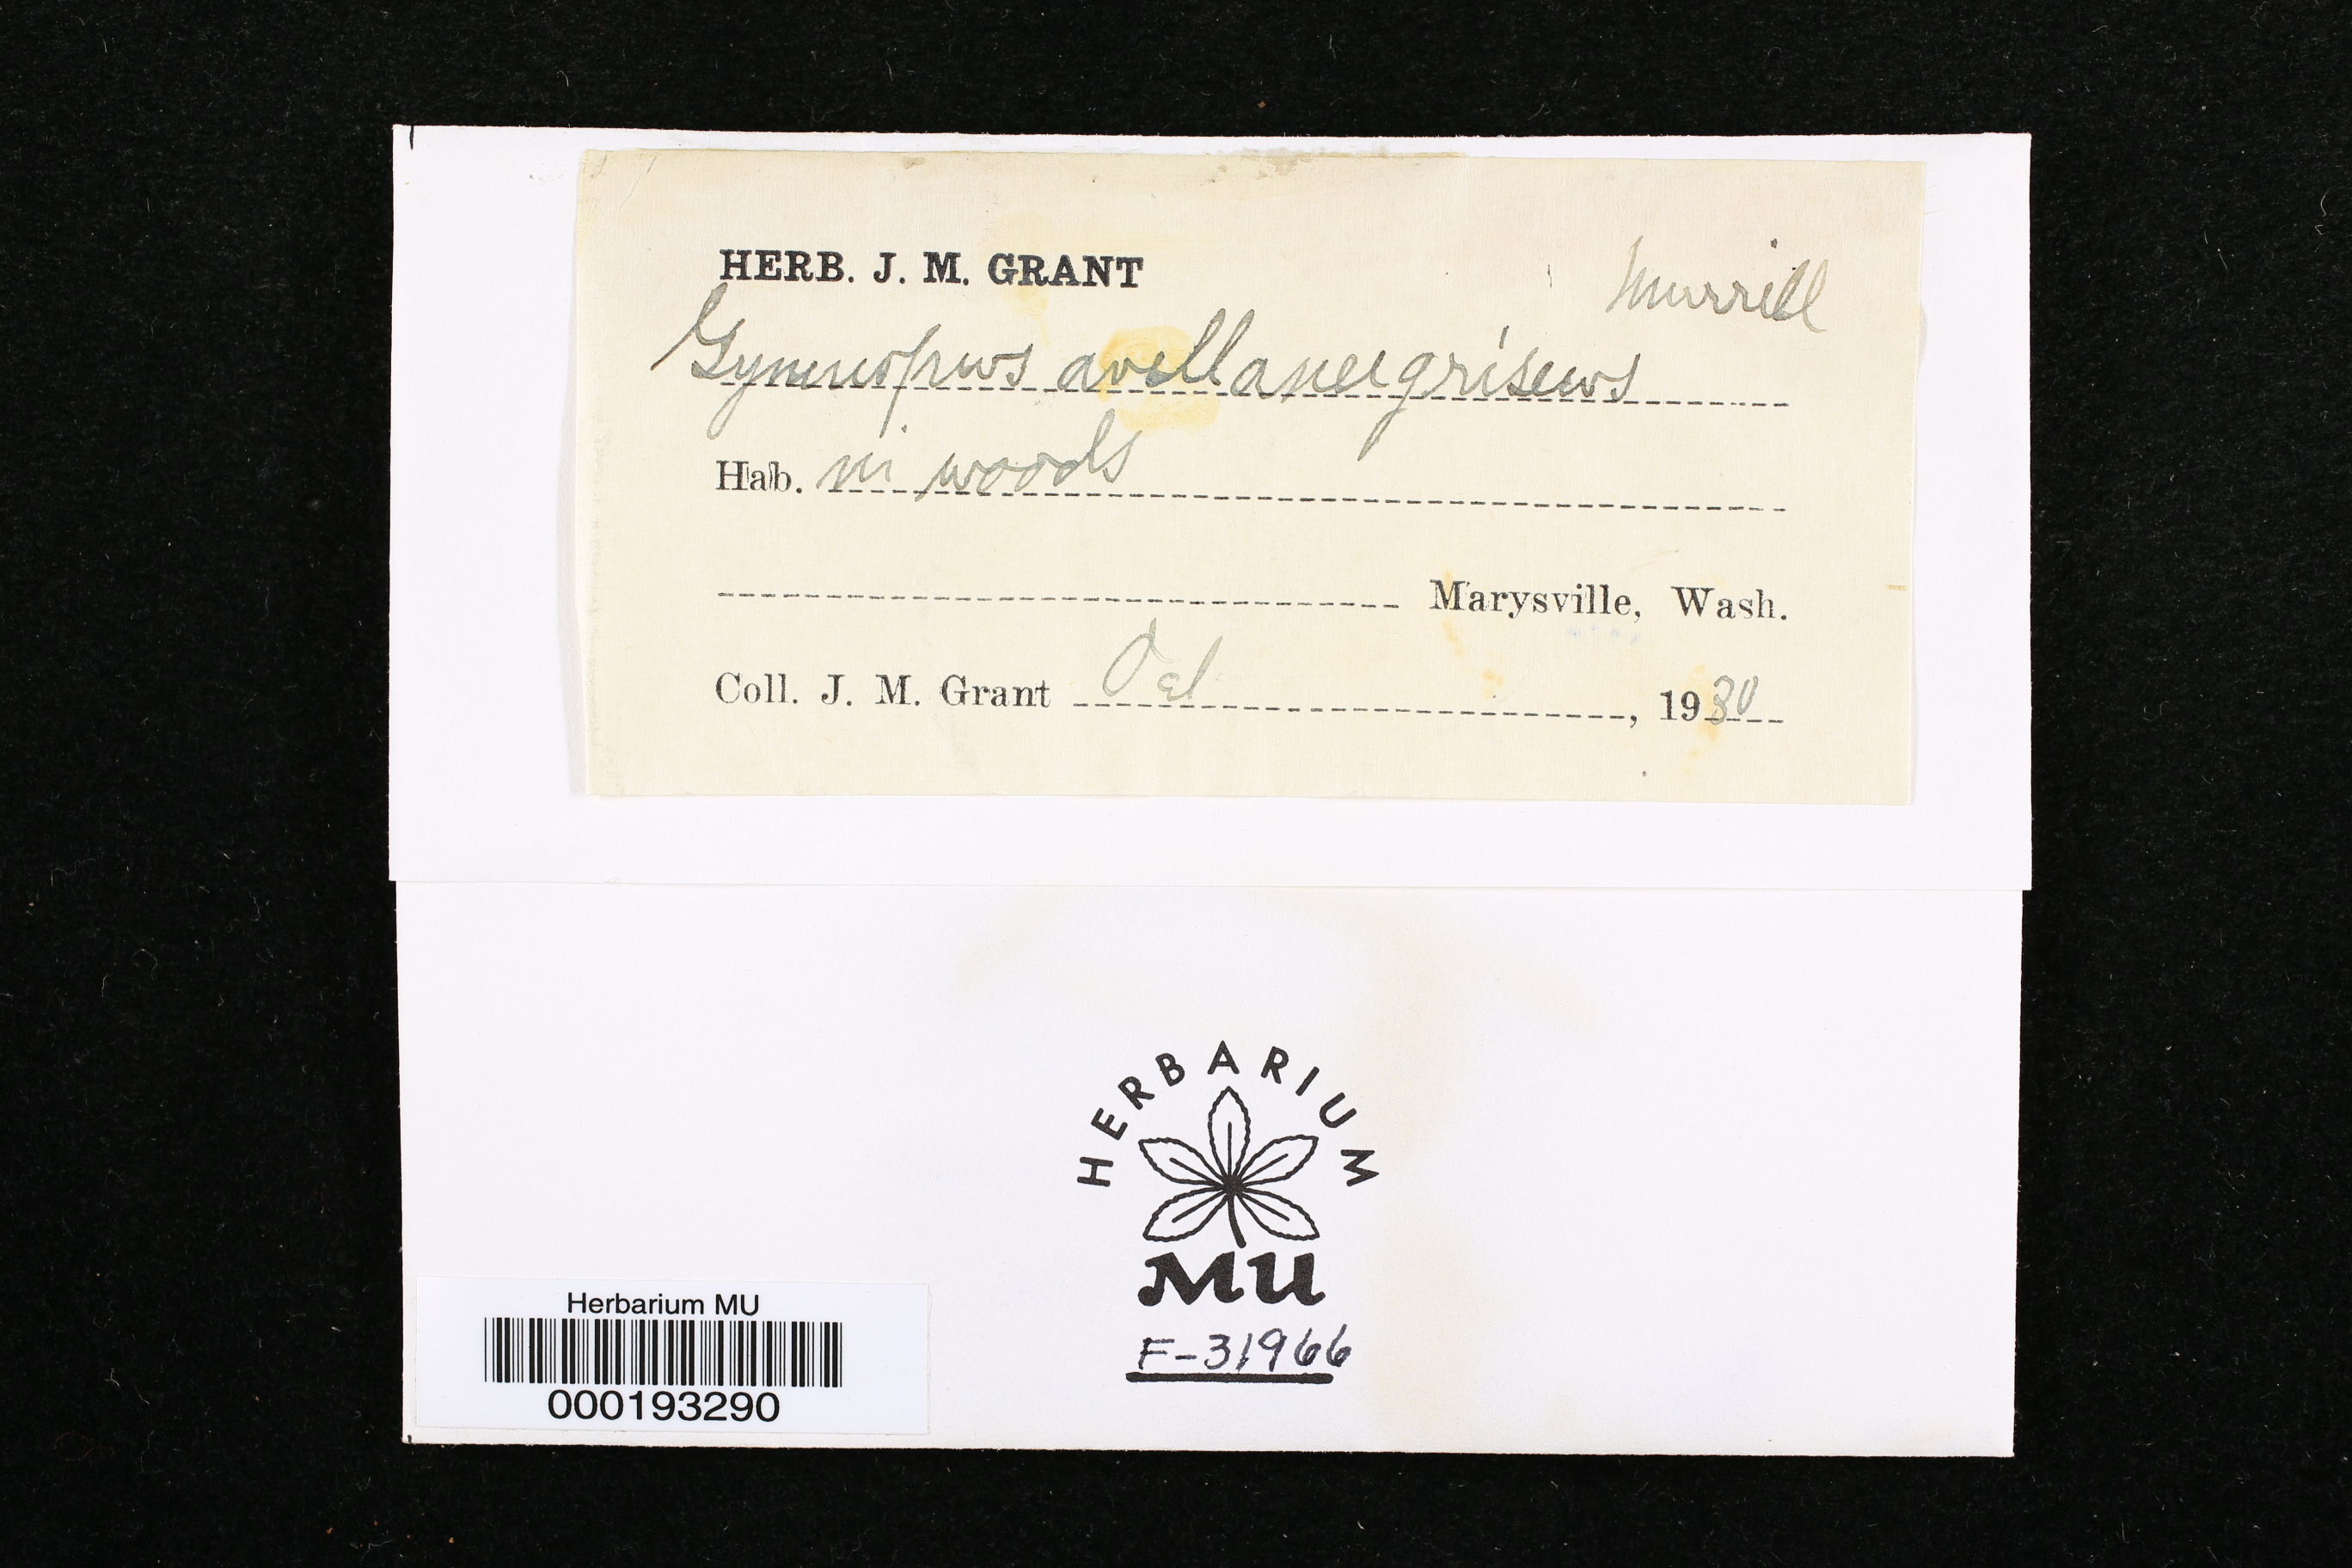 HERB. J. M. GRANT
Murrill
Gymnopus avellaneigriseus
Hab. in woods
Marysville, Wash.
Coll. J. M. Grant Oct , 1930
HERBARIUM
MU
F-31966
Herbarium MU
000193290